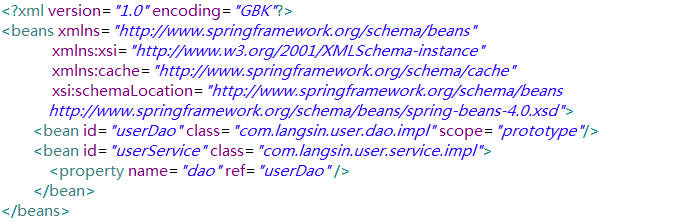 <?xml version="1.0" encoding="GBK"?>
<beans xmlns="http://www.springframework.org/schema/beans"
xmlns:xsi="http://www.w3.org/2001/XMLSchema-instance"
xmlns:cache="http://www.springframework.org/schema/cache"
xsi:schemaLocation="http://www.springframework.org/schema/beans
http://www.springframework.org/schema/beans/spring-beans-4.0.xsd">
<bean id="userDao" class="com.langsin.user.dao.impl" scope="prototype"/>
<bean id="userService" class="com.langsin.user.service.impl">
<property name="dao" ref="userDao" />
</bean>
</beans>